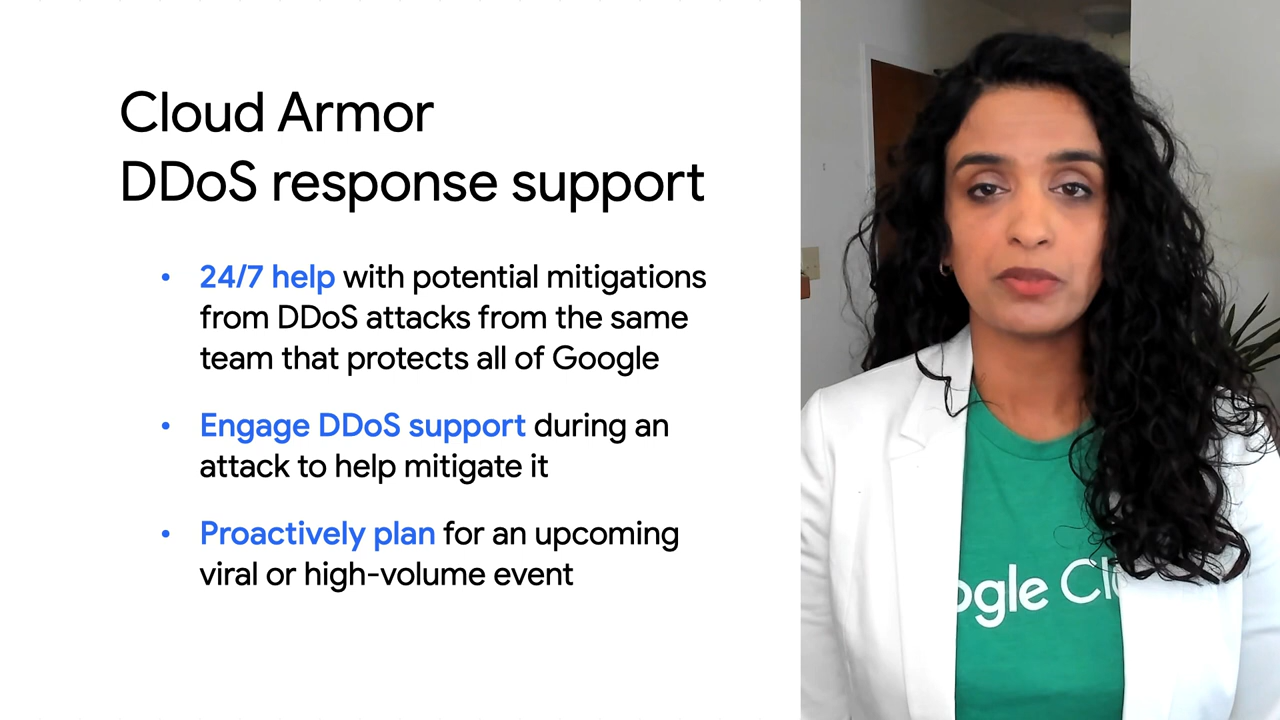 Cloud Armor
DDoS response support
• 24/7 help with potential mitigations
from DDoS attacks from the same
team that protects all of Google
• Engage DDoS support during an
attack to help mitigate it
• Proactively plan for an upcoming
viral or high-volume event
ogle Clo